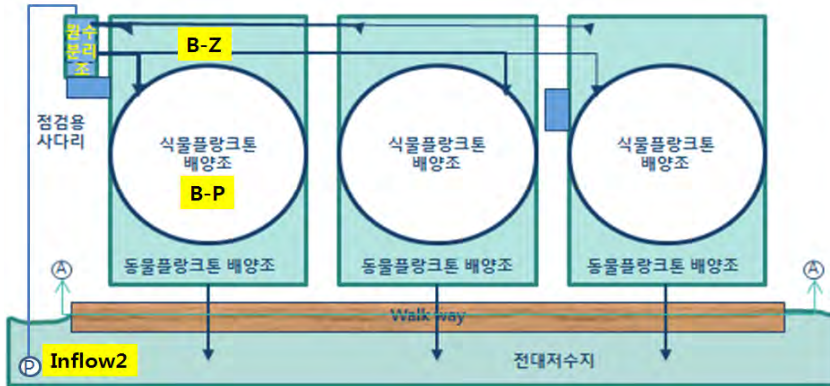 원수
분리
조
B-Z
점검용
사다리
식물플랑크톤
배양조
B-P
식물플랑크톤
배양조
식물플랑크톤
배양조
동물플랑크톤 배양조
동물플랑크톤 배양조
동물플랑크톤 배양조
A
A
Walk way
P
Inflow2
전대저수지